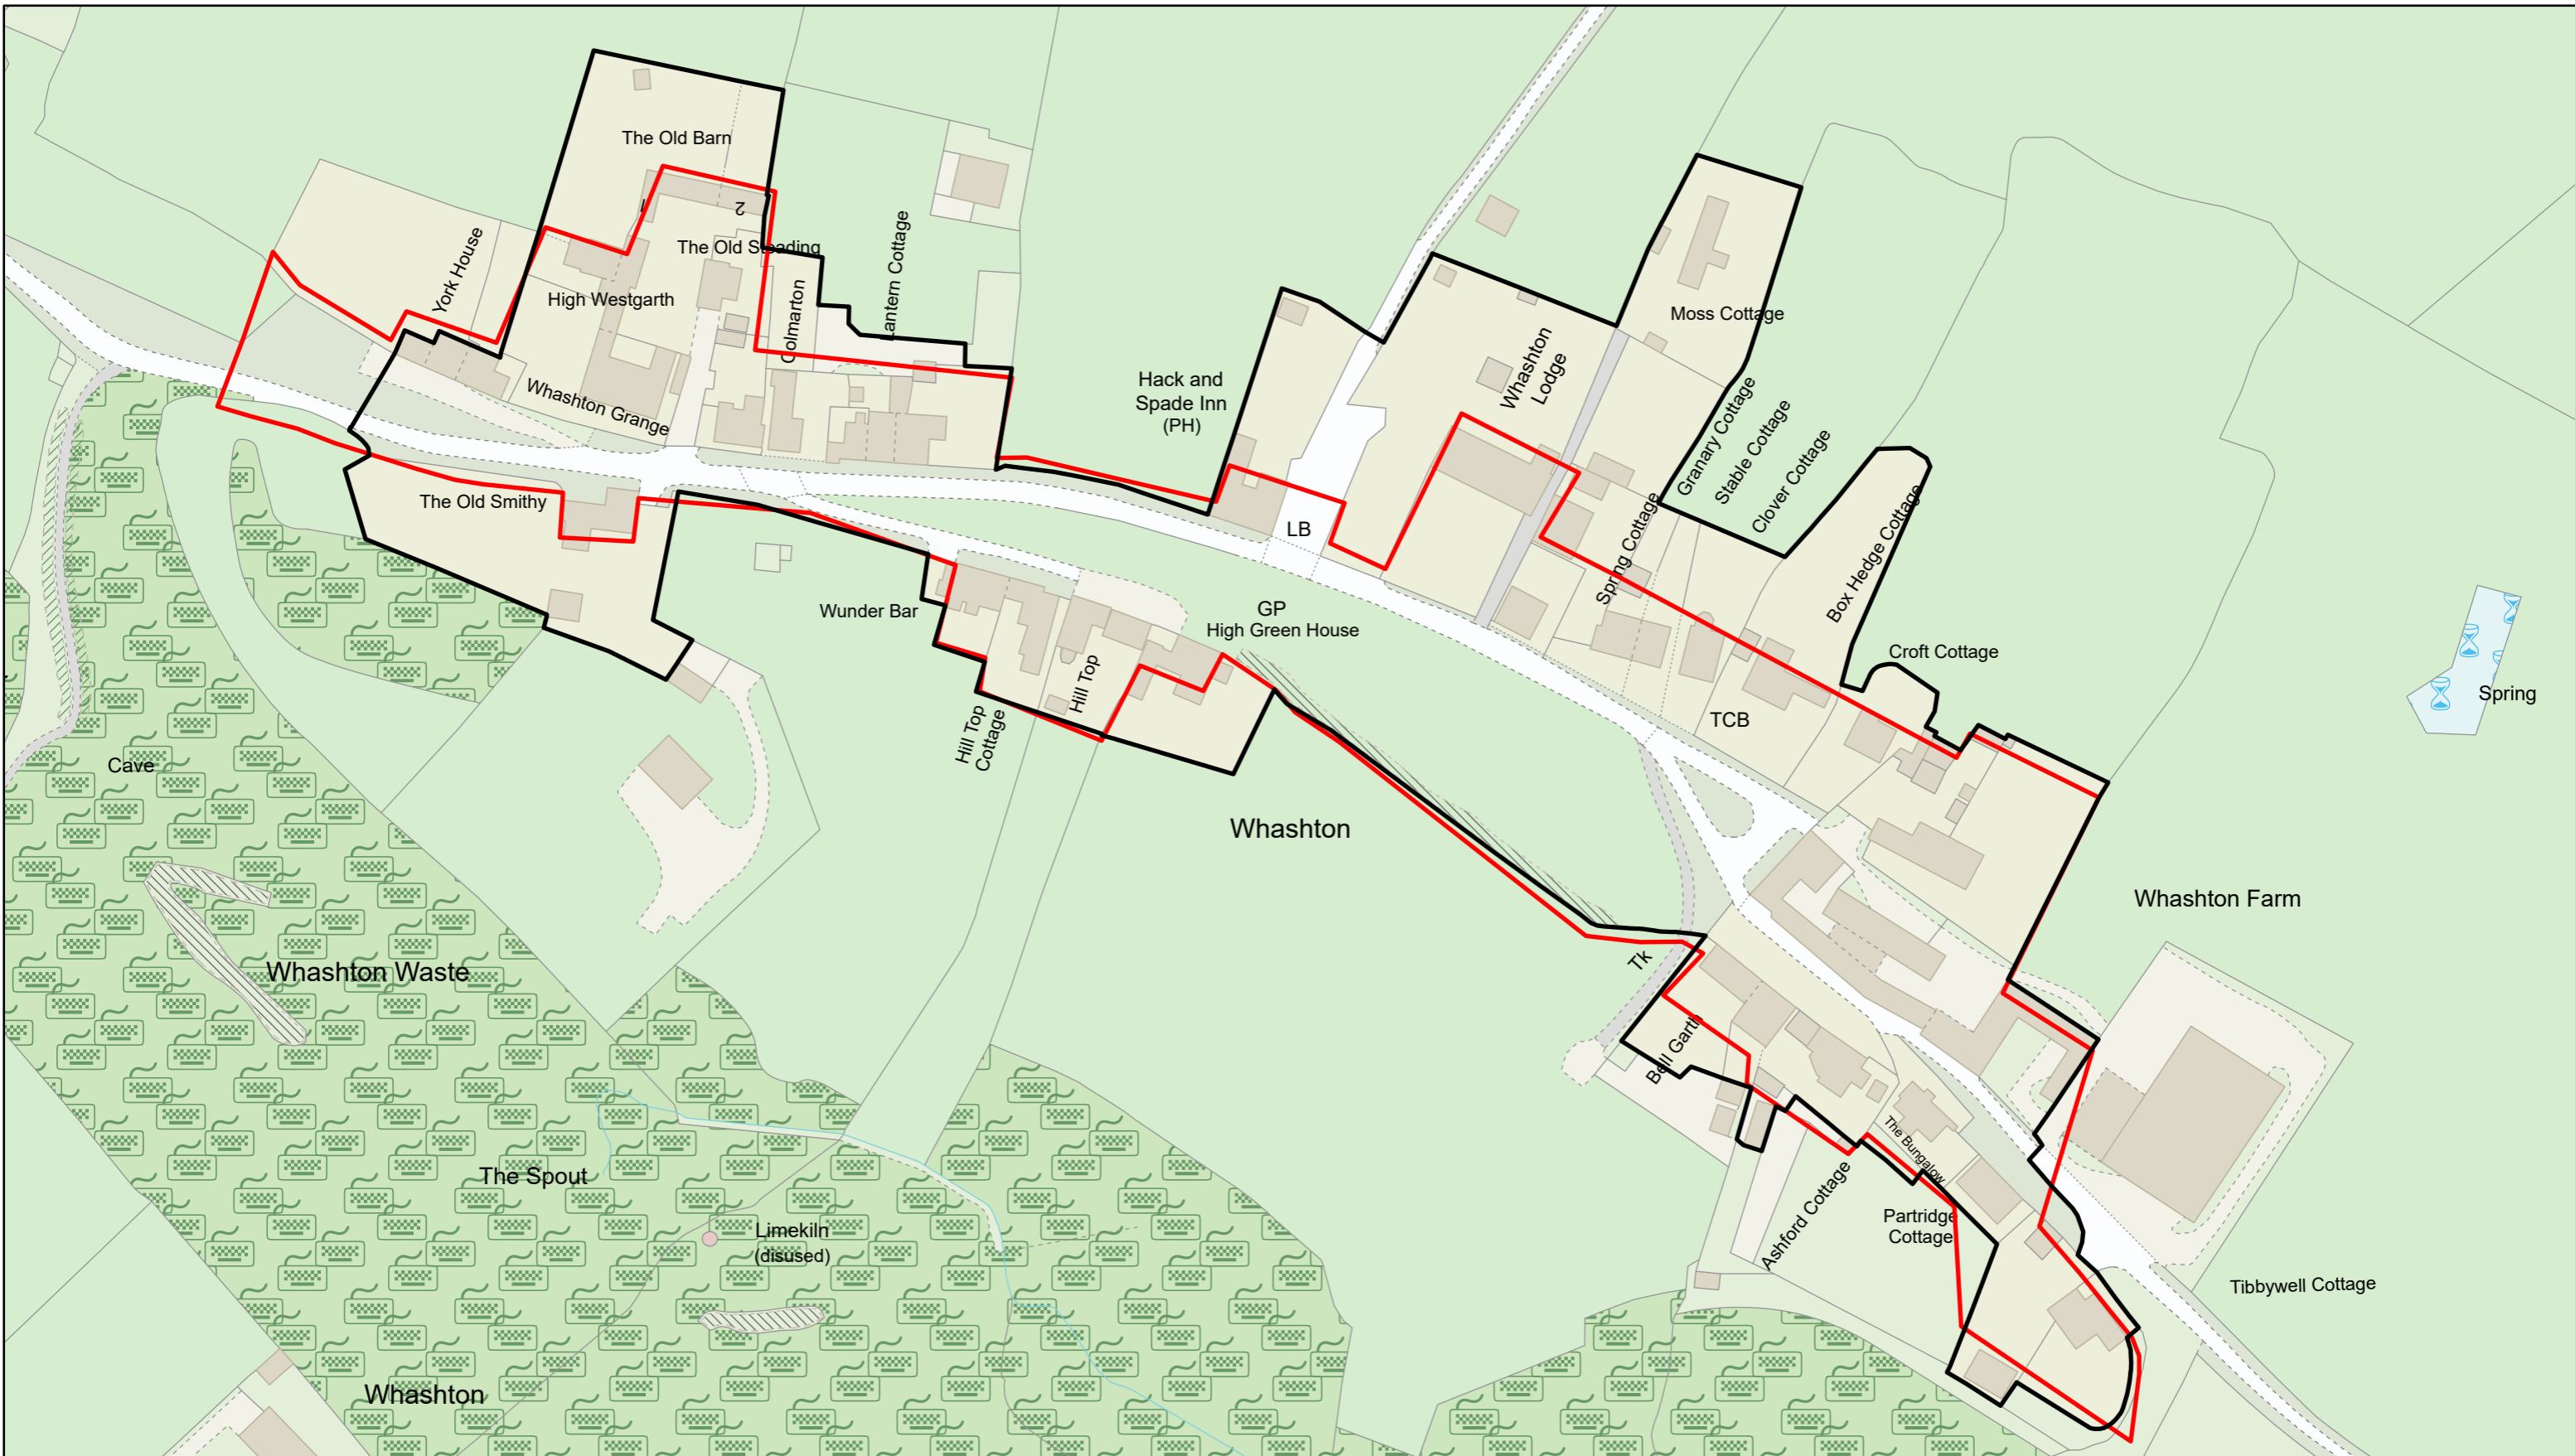 The Old Barn
1
2
The Old Steading
York House
High Westgarth
Colmarton
Lantern Cottage
Whashton Grange
The Old Smithy
Hack and
Spade Inn
(PH)
LB
Whashton
Lodge
Moss Cottage
Granary Cottage
Stable Cottage
Clover Cottage
Spring Cottage
Box Hedge Cottage
Croft Cottage
Wunder Bar
GP
High Green House
Hill Top
Hill Top
Cottage
TCB
Spring
Cave
Whashton
Whashton Farm
Whashton Waste
Tk
Bell Garth
The Bungalow
The Spout
Limekiln
(disused)
Ashford Cottage
Partridge
Cottage
Tibbywell Cottage
Whashton